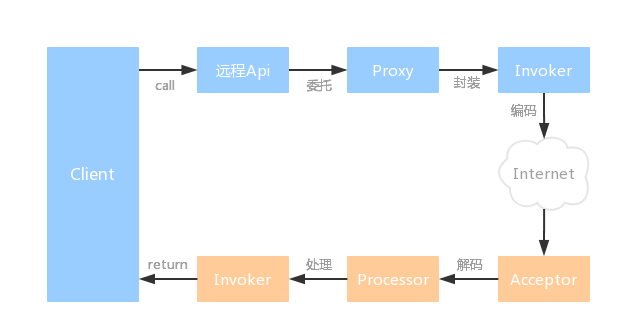 远程Api
Proxy
Invoker
call
委托
封装
编码
Client
Internet
return
处理
解码
Invoker
Processor
Acceptor